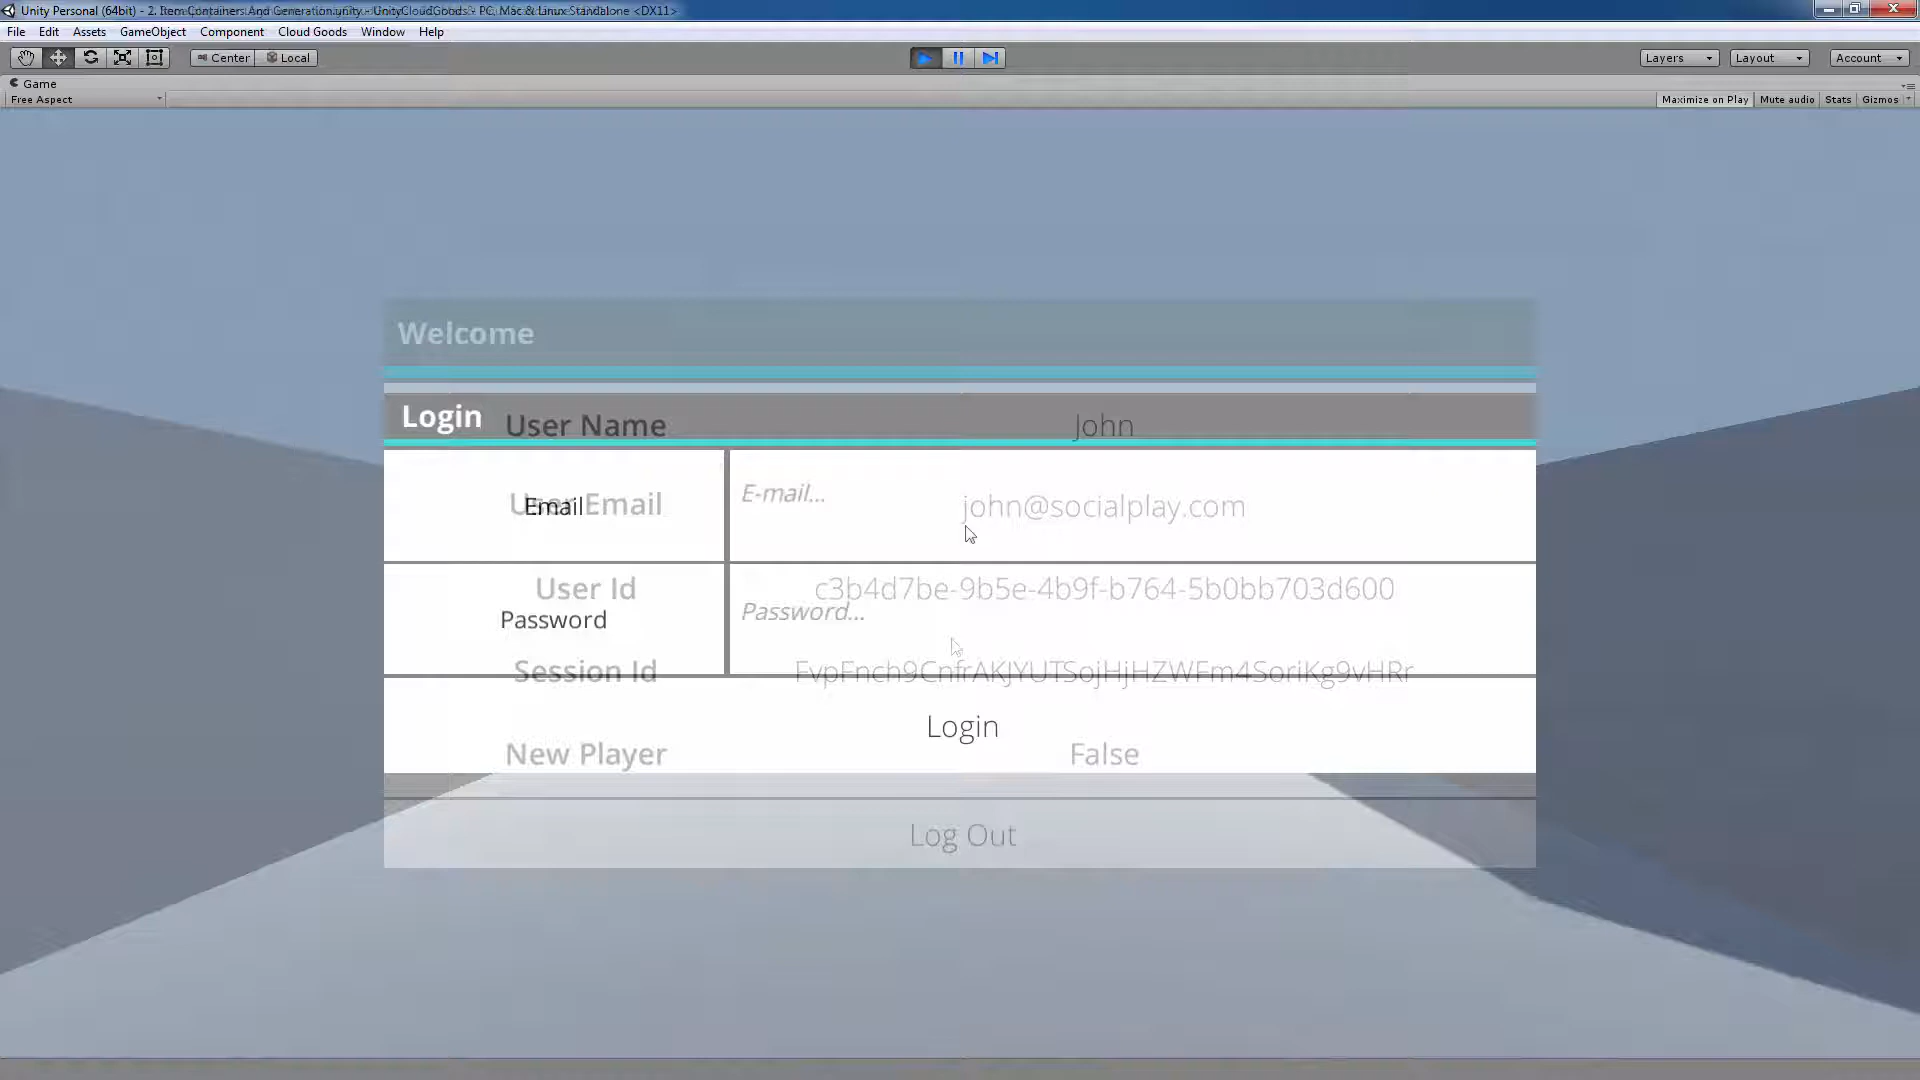 Unity Personal (64bit) - 2. Item Containers And Generation.unity - UnityCloudGoods - PC, Mac & Linux Standalone <DX11>
File Edit Assets GameObject Component Cloud Goods Window Help
Center Local Layers Layout Account
Game
Free Aspect Maximize on Play Mute audio Stats Gizmos
Welcome
Login
User Name John
E-mail...
User Email john@socialplay.com
Email
User Id c3b4d7be-9b5e-4b9f-b764-5b0bb703d600
Password...
Password
Session Id FvpFnch9CnfrAKJYUTSojHjHZWFm4SoriKg9vHRr
Login
New Player False
Log Out